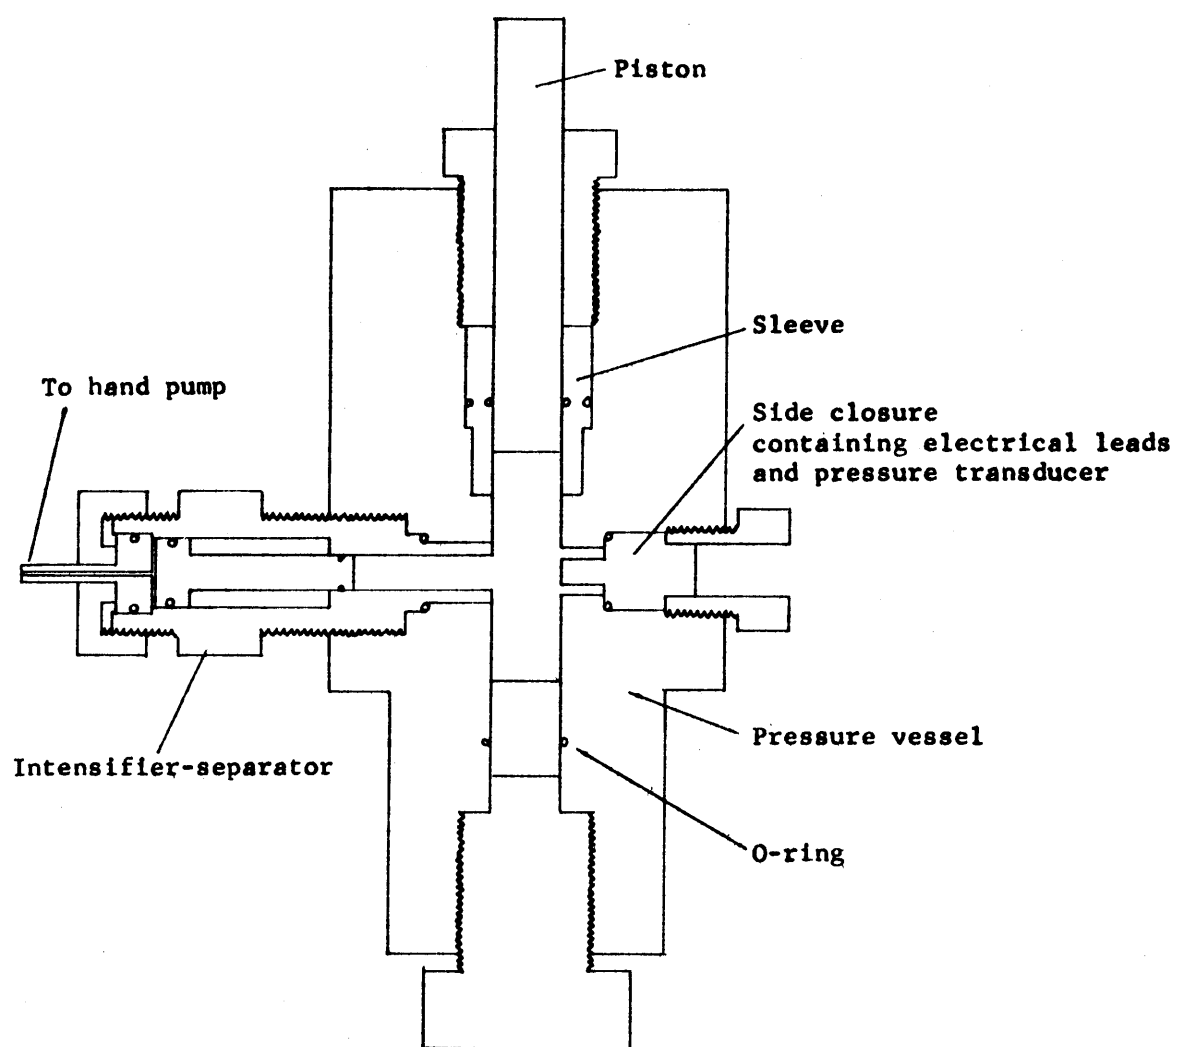 Piston
Sleeve
To hand pump
Side closure
containing electrical leads
and pressure transducer
Pressure vessel
Intensifier-separator
O-ring